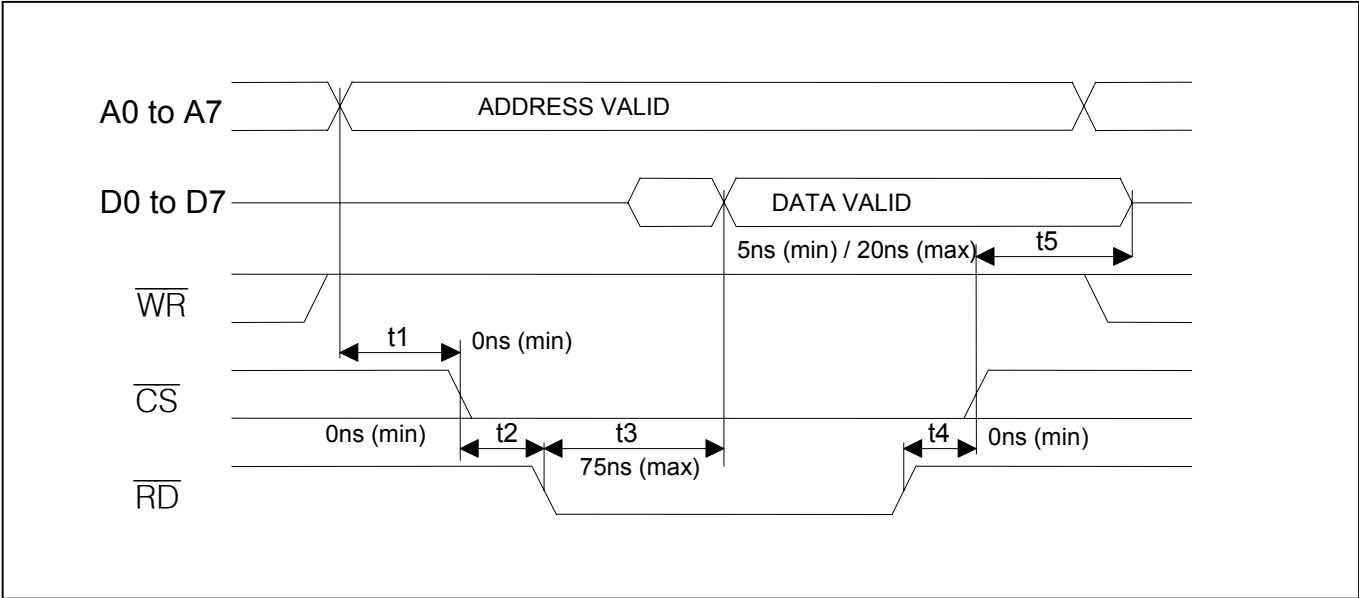 A0 to A7
ADDRESS VALID
D0 to D7
DATA VALID
5ns (min) / 20ns (max)
t5
WR
t1
0ns (min)
CS
0ns (min)
t2
t3
t4
0ns (min)
75ns (max)
RD